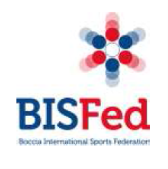 BISFed
Boccia International Sports Federation